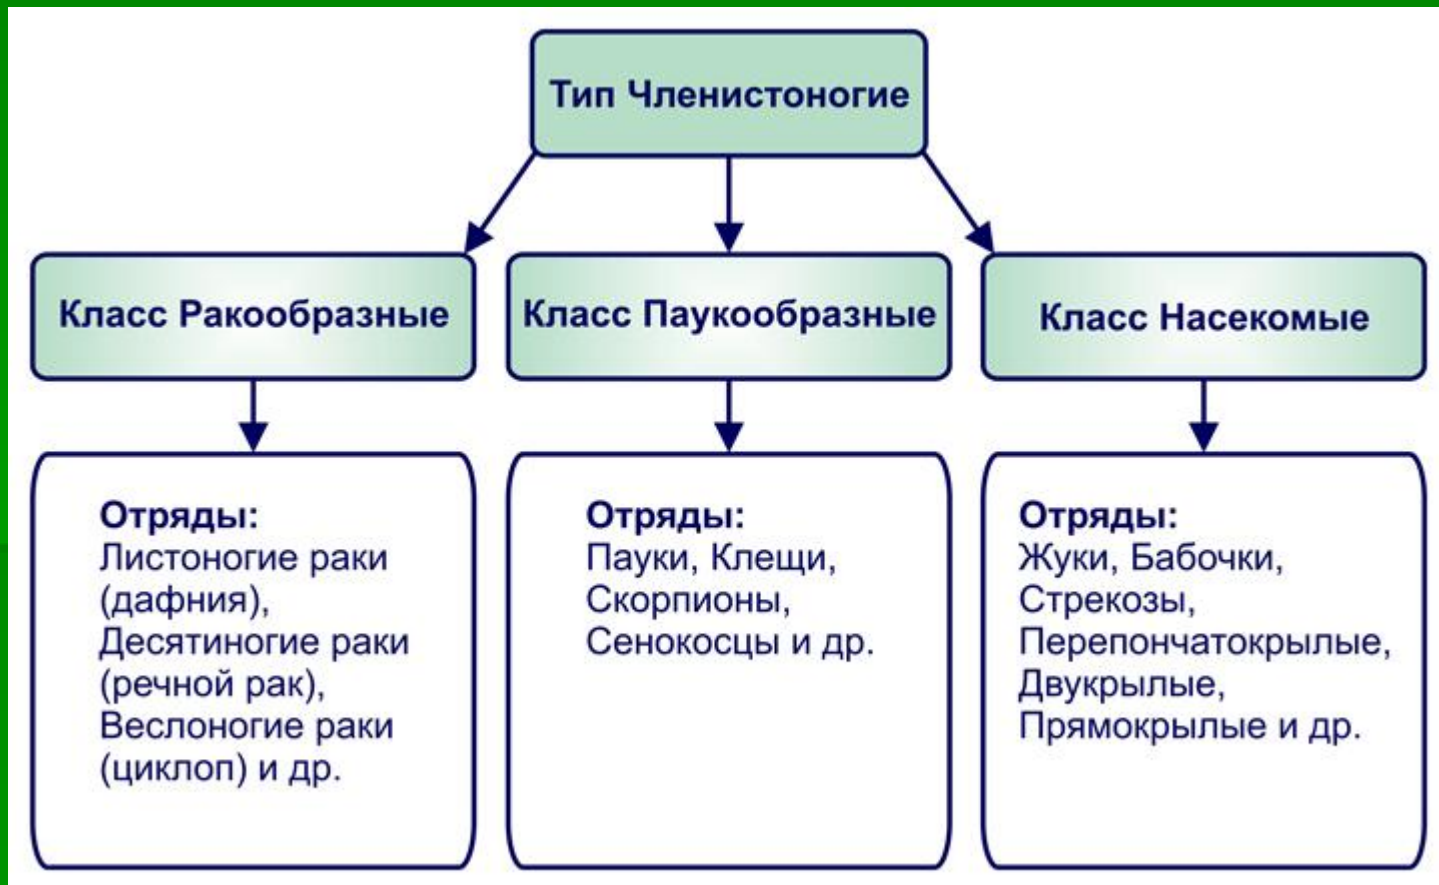 Тип Членистоногие
Класс Ракообразные
Класс Паукообразные
Класс Насекомые
Отряды:
Листоногие раки
(дафния),
Десятиногие раки
(речной рак),
Веслоногие раки
(циклоп) и др.
Отряды:
Пауки, Клещи,
Скорпионы,
Сенокосцы и др.
Отряды:
Жуки, Бабочки,
Стрекозы,
Перепончатокрылые,
Двукрылые,
Прямокрылые и др.